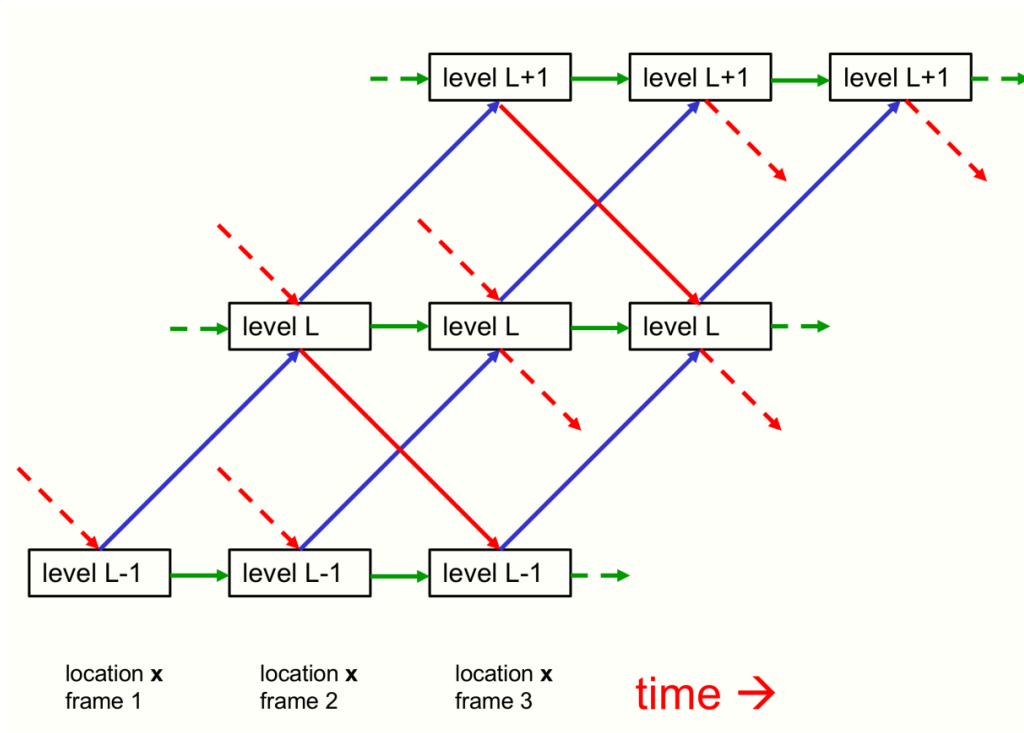 level L+1
level L+1
level L+1
level L
level L
level L
level L-1
level L-1
level L-1
location x
frame 1
location x
frame 2
location x
frame 3
time →